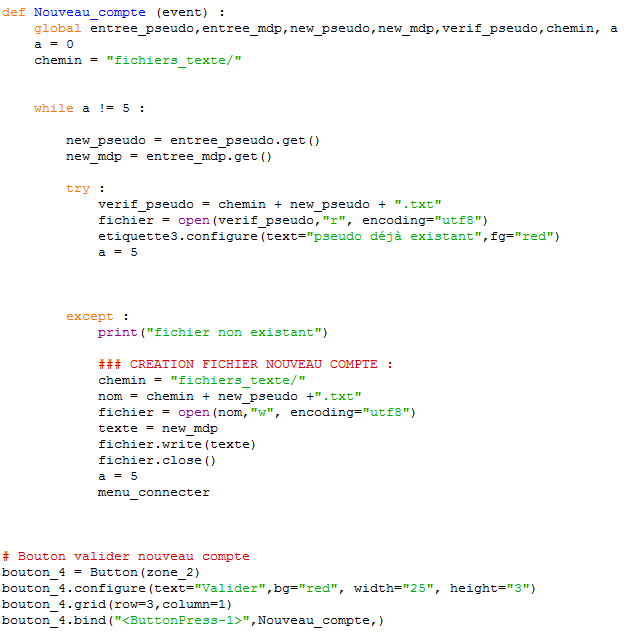 def Nouveau_compte (event) :
    global entree_pseudo,entree_mdp,new_pseudo,new_mdp,verif_pseudo,chemin, a
    a = 0
    chemin = "fichiers_texte/"
    while a != 5 :
        new_pseudo = entree_pseudo.get()
        new_mdp = entree_mdp.get()
        try :
            verif_pseudo = chemin + new_pseudo + ".txt"
            fichier = open(verif_pseudo,"r", encoding="utf8")
            etiquette3.configure(text="pseudo déjà existant",fg="red")
            a = 5
        except :
            print("fichier non existant")
            ### CREATION FICHIER NOUVEAU COMPTE :
            chemin = "fichiers_texte/"
            nom = chemin + new_pseudo +".txt"
            fichier = open(nom,"w", encoding="utf8")
            texte = new_mdp
            fichier.write(texte)
            fichier.close()
            a = 5
            menu_connecter
# Bouton valider nouveau compte
bouton_4 = Button(zone_2)
bouton_4.configure(text="Valider",bg="red", width="25", height="3")
bouton_4.grid(row=3,column=1)
bouton_4.bind("<ButtonPress-1>",Nouveau_compte,)